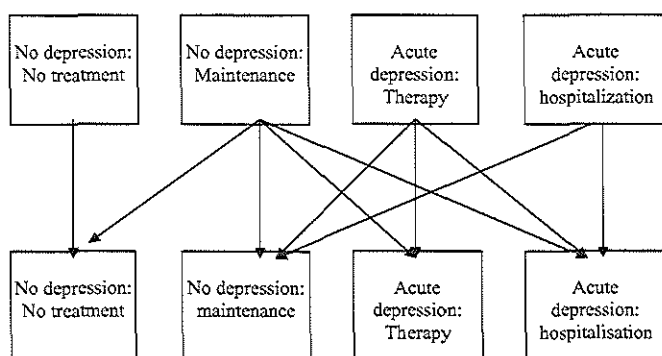 No depression:
No treatment
No depression:
Maintenance
Acute
depression:
Therapy
Acute
depression:
hospitalization
No depression:
No treatment
No depression:
maintenance
Acute
depression:
Therapy
Acute
depression:
hospitalisation